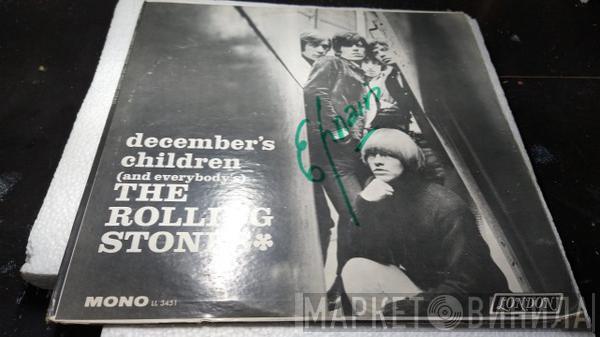 december's
children
(and everybody's)
THE
ROLLING
STONES*
MONO LL 3451
LONDON
МАРКЕТ ВИНИЛА